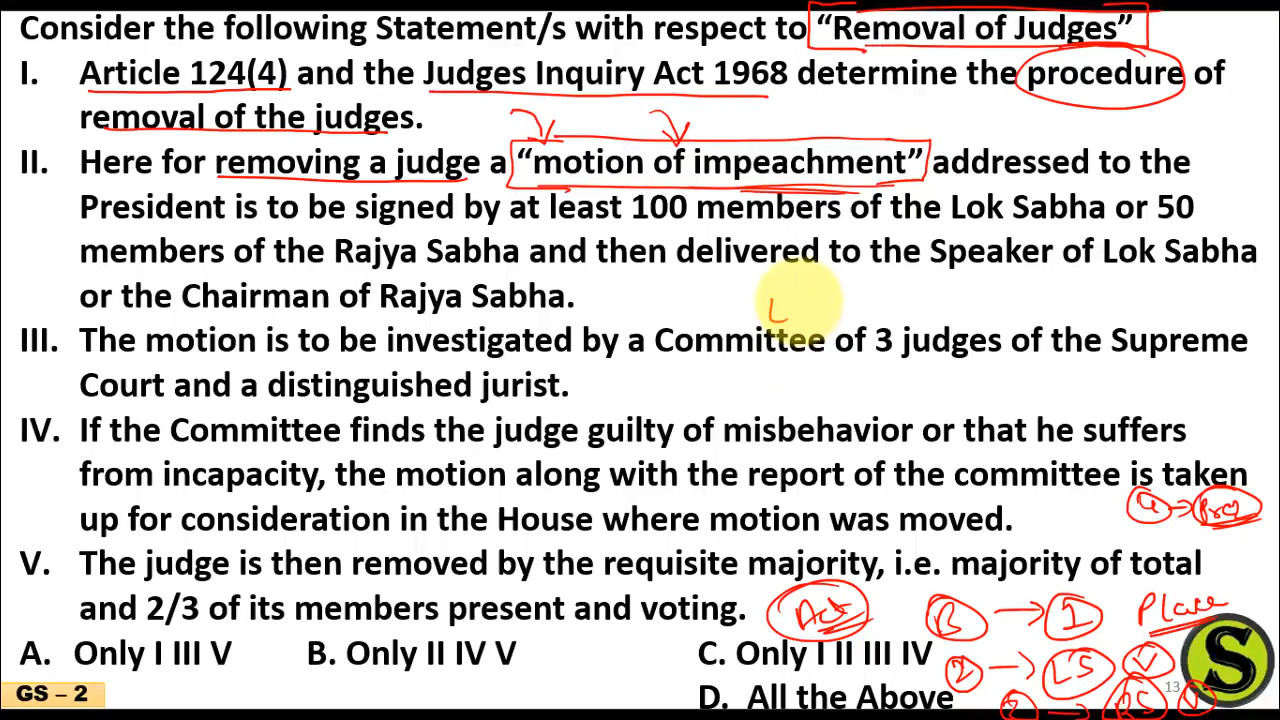 Consider the following Statement/s with respect to “Removal of Judges”
I. Article 124(4) and the Judges Inquiry Act 1968 determine the procedure of
removal of the judges.
II. Here for removing a judge a “motion of impeachment” addressed to the
President is to be signed by at least 100 members of the Lok Sabha or 50
members of the Rajya Sabha and then delivered to the Speaker of Lok Sabha
or the Chairman of Rajya Sabha.
L
III. The motion is to be investigated by a Committee of 3 judges of the Supreme
Court and a distinguished jurist.
IV. If the Committee finds the judge guilty of misbehavior or that he suffers
from incapacity, the motion along with the report of the committee is taken
up for consideration in the House where motion was moved.
V. The judge is then removed by the requisite majority, i.e. majority of total
and 2/3 of its members present and voting.
Act B → I Place
A. Only I III V B. Only II IV V C. Only I II III IV
2 → LS
D. All the Above
2 → RS
GS – 2
13
S